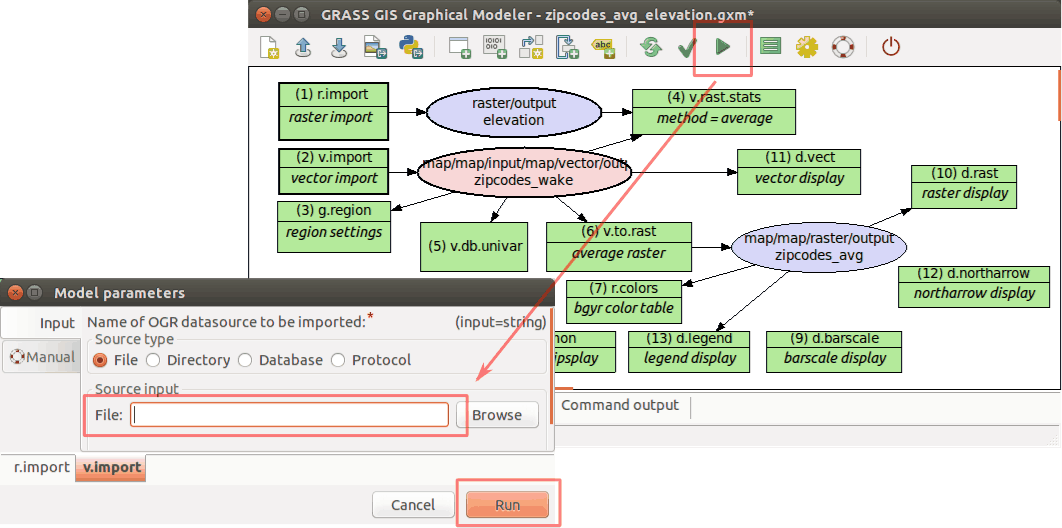 GRASS GIS Graphical Modeler - zipcodes_avg_elevation.gxm*
abc
(1) r.import
raster import
raster/output
elevation
(4) v.rast.stats
method = average
(2) v.import
vector import
map/map/input/map/vector/outp
zipcodes_wake
(11) d.vect
vector display
(10) d.rast
raster display
(3) g.region
region settings
(5) v.db.univar
(6) v.to.rast
average raster
map/map/raster/output
zipcodes_avg
(7) r.colors
bgyr color table
(12) d.northarrow
northarrow display
mon
ipsplay
(13) d.legend
legend display
(9) d.barscale
barscale display
Command output
Model parameters
Input
Manual
Name of OGR datasource to be imported:*
(input=string)
Source type
File
Directory
Database
Protocol
Source input
File:
Browse
r.import
v.import
Cancel
Run